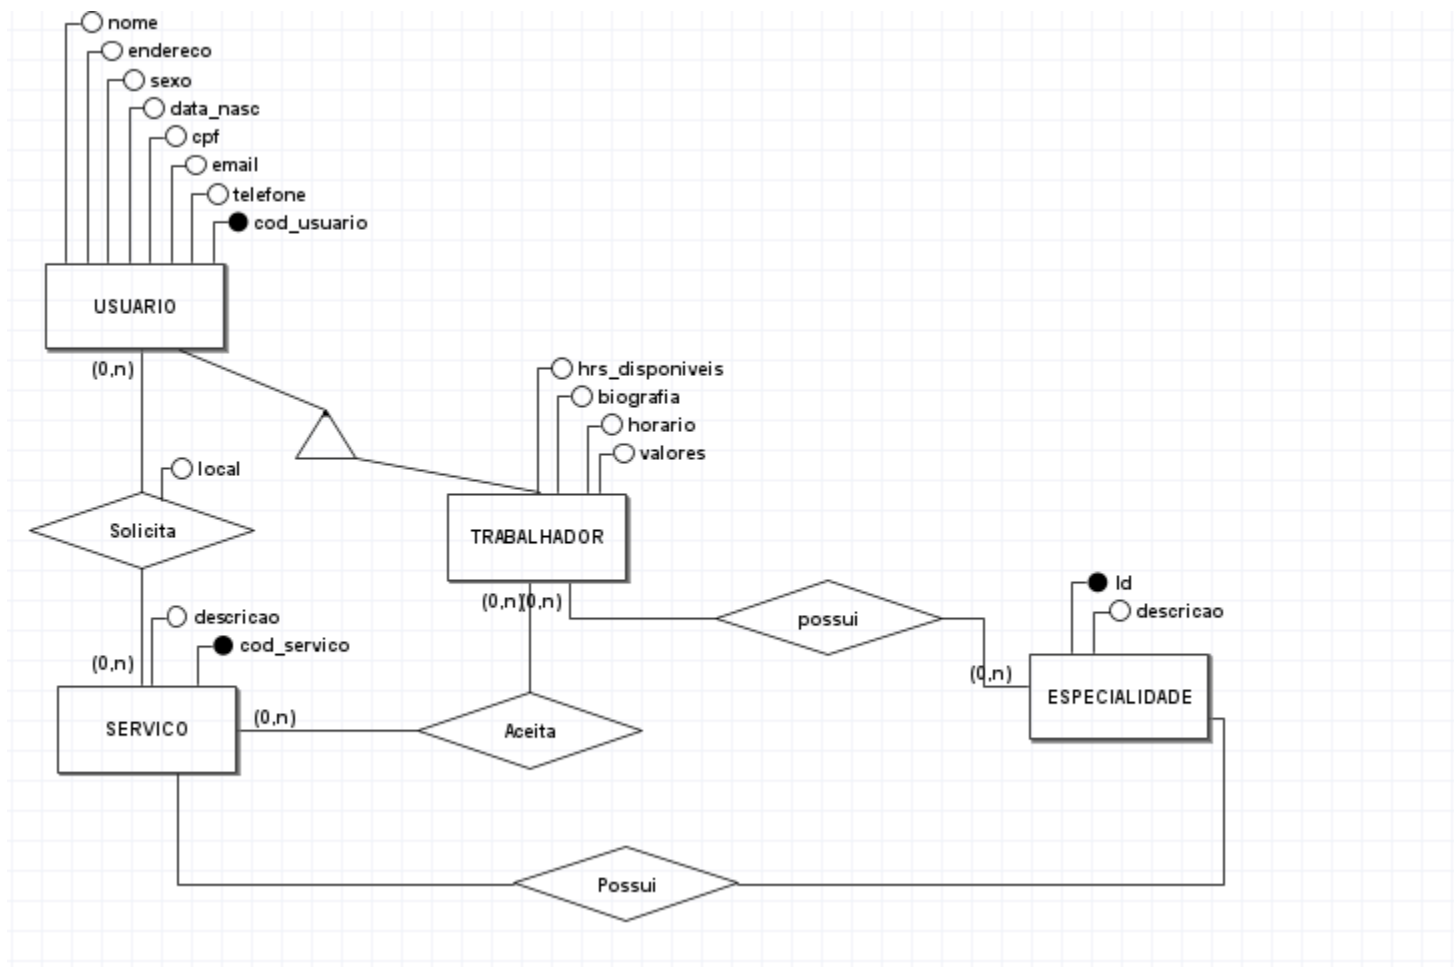 nome
endereco
sexo
data_nasc
cpf
email
telefone
cod_usuario
USUARIO
(0,n)
hrs_disponiveis
biografia
horario
valores
local
Solicita
TRABALHADOR
(0,n)
(0,n)
Id
descricao
possui
descricao
cod_servico
(0,n)
(0,n)
ESPECIALIDADE
SERVICO
(0,n)
Aceita
Possui